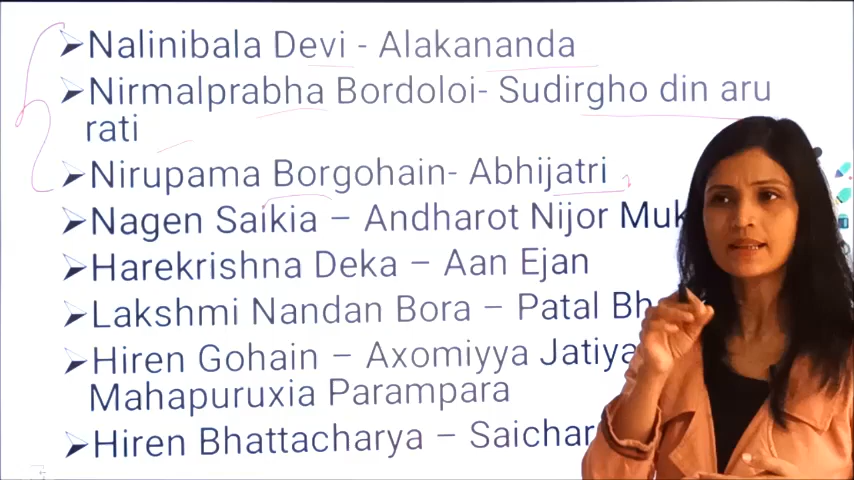 ➢Nalinibala Devi - Alakananda
➢Nirmalprabha Bordoloi- Sudirgho din aru
rati
➢Nirupama Borgohain- Abhijatri
➢Nagen Saikia – Andharot Nijor
➢Harekrishna Deka – Aan Ejan
➢Lakshmi Nandan Bora – Patal
➢Hiren Gohain – Axomiyya Jatiya
Mahapuruxia Parampara
➢Hiren Bhattacharya –